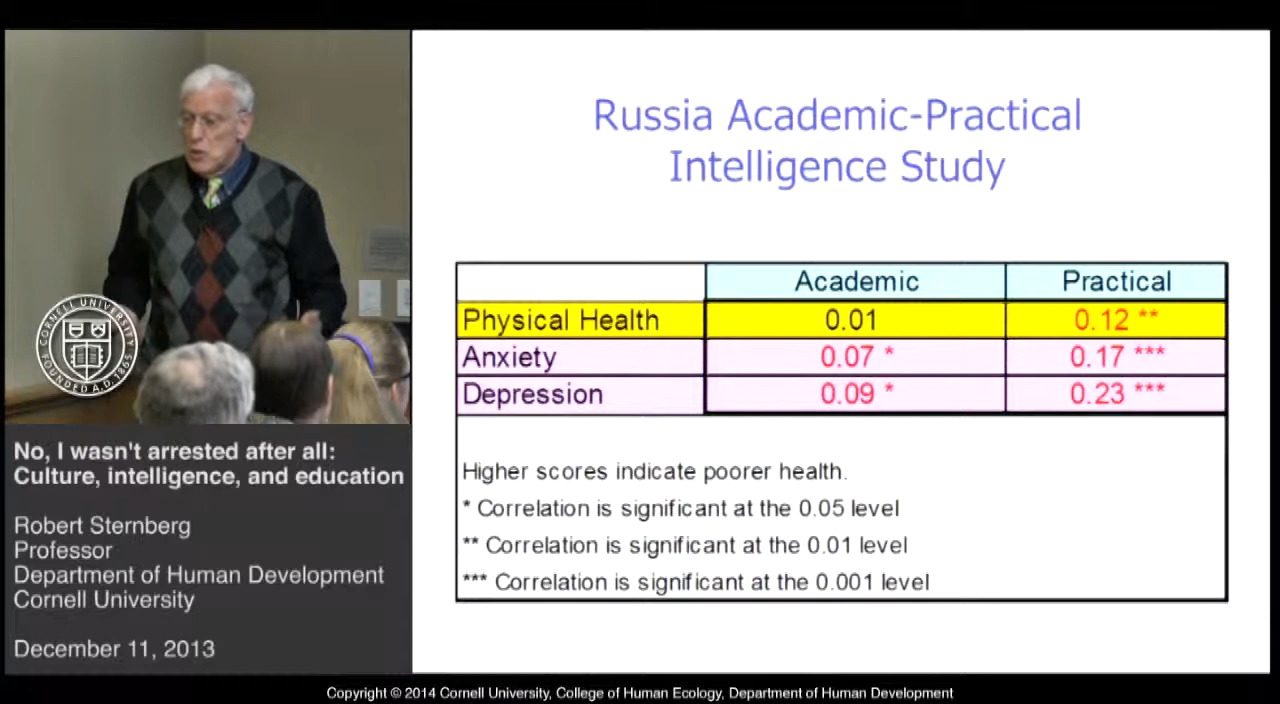 CORNELL UNIVERSITY
FOUNDED A.D. 1865
No, I wasn't arrested after all:
Culture, intelligence, and education
Robert Sternberg
Professor
Department of Human Development
Cornell University
December 11, 2013
Russia Academic-Practical
Intelligence Study
Academic Practical
Physical Health 0.01 0.12 **
Anxiety 0.07 * 0.17 ***
Depression 0.09 * 0.23 ***
Higher scores indicate poorer health.
* Correlation is significant at the 0.05 level
** Correlation is significant at the 0.01 level
*** Correlation is significant at the 0.001 level
Copyright © 2014 Cornell University, College of Human Ecology, Department of Human Development